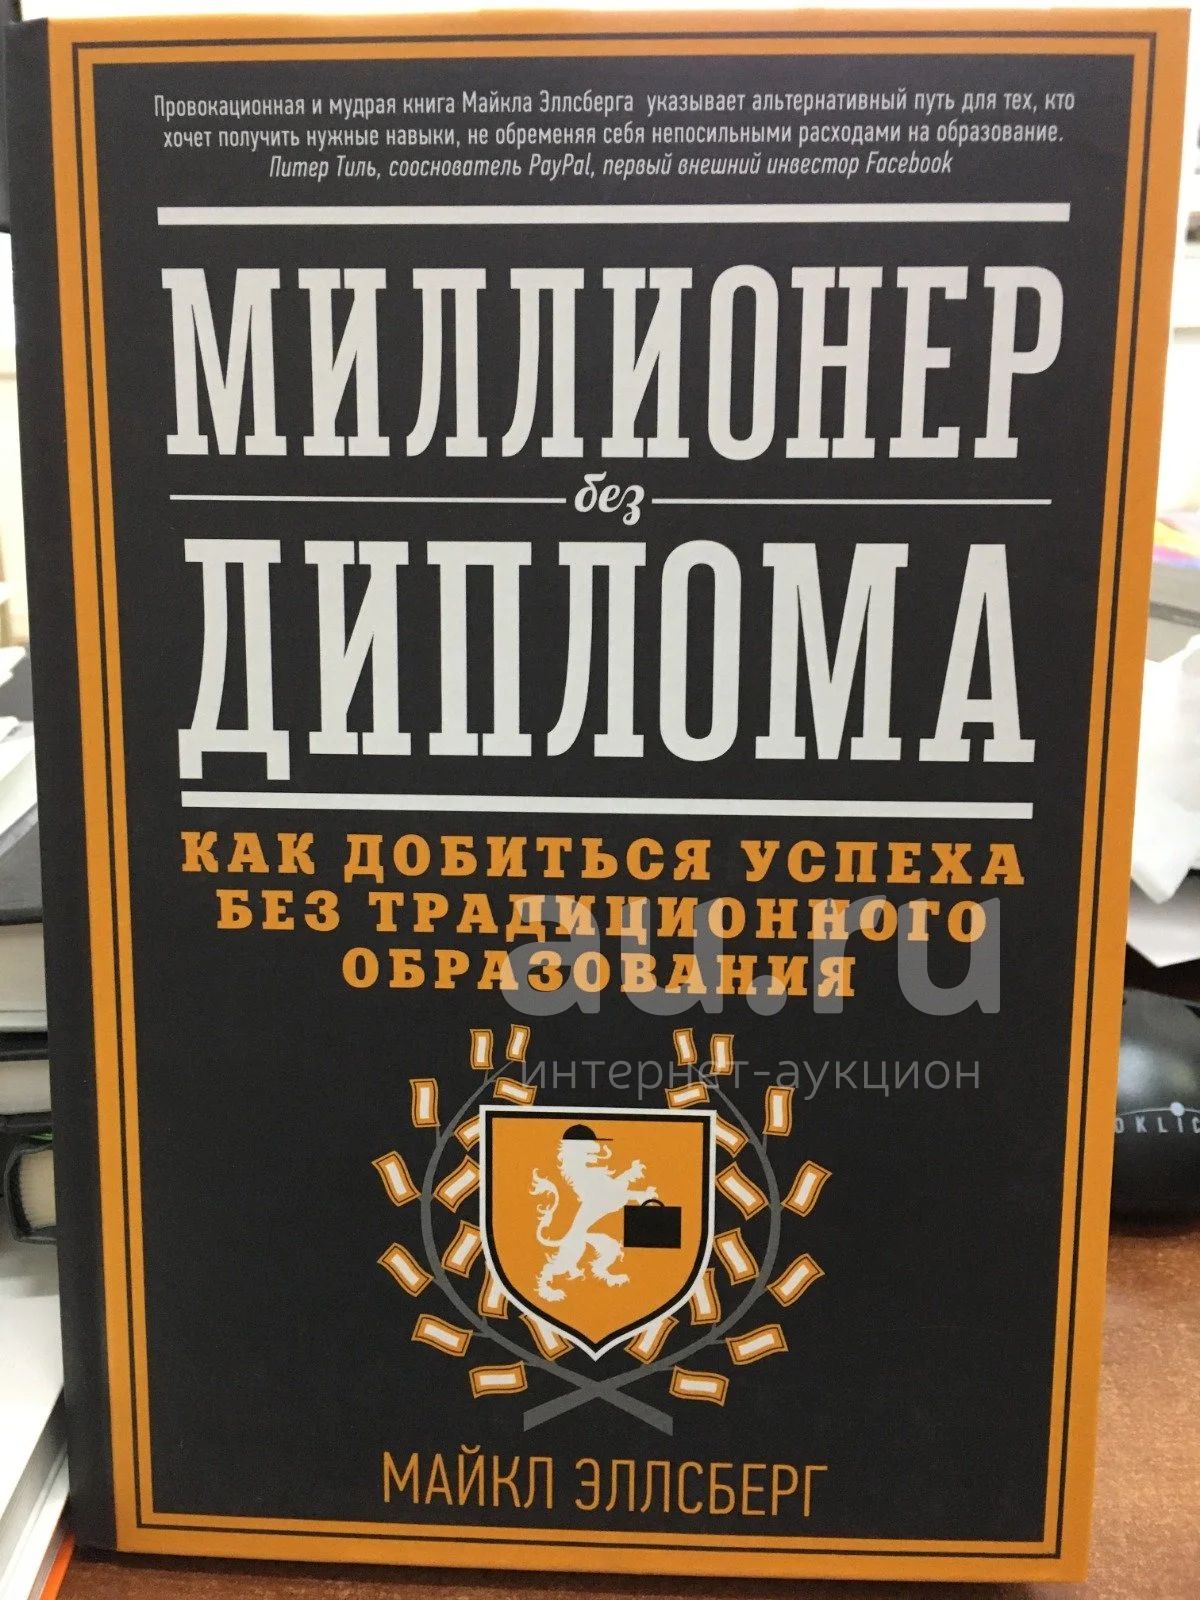 Провокационная и мудрая книга Майкла Эллсберга указывает альтернативный путь для тех, кто
хочет получить нужные навыки, не обременяя себя непосильными расходами на образование.
Питер Тиль, сооснователь PayPal, первый внешний инвестор Facebook
МИЛЛИОНЕР
без
ДИПЛОМА
КАК ДОБИТЬСЯ УСПЕХА
БЕЗ ТРАДИЦИОННОГО
ОБРАЗОВАНИЯ
au.ru
интернет-аукцион
МАЙКЛ ЭЛЛСБЕРГ